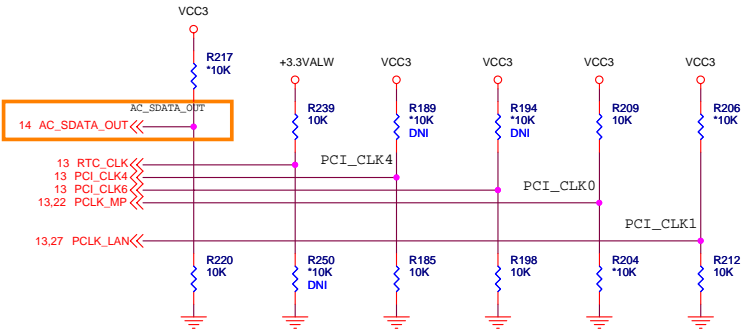 VCC3
R217
*10K
+3.3VALW
VCC3
VCC3
VCC3
VCC3
AC_SDATA_OUT
14 AC_SDATA_OUT
R239
10K
R189
*10K
DNI
R194
*10K
DNI
R209
10K
R206
*10K
13 RTC_CLK
PCI_CLK4
13 PCI_CLK4
13 PCI_CLK6
PCI_CLK0
13,22 PCLK_MP
PCI_CLK1
13,27 PCLK_LAN
R220
10K
R250
*10K
DNI
R185
10K
R198
10K
R204
*10K
R212
10K